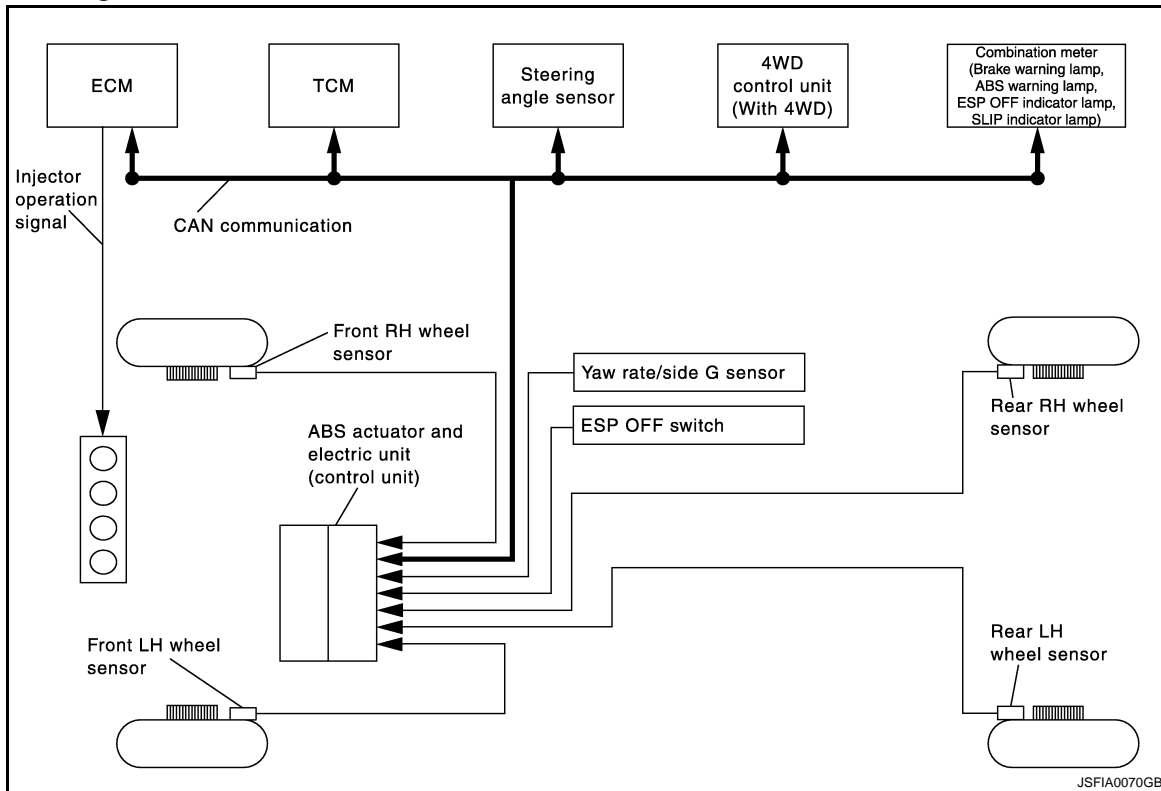 ECM
TCM
Steering
angle sensor
4WD
control unit
(With 4WD)
Combination meter
(Brake warning lamp,
ABS warning lamp,
ESP OFF indicator lamp,
SLIP indicator lamp)
Injector
operation
signal
CAN communication
Front RH wheel
sensor
Yaw rate/side G sensor
ESP OFF switch
Rear RH wheel
sensor
ABS actuator and
electric unit
(control unit)
Front LH wheel
sensor
Rear LH
wheel sensor
JSFIA0070GB